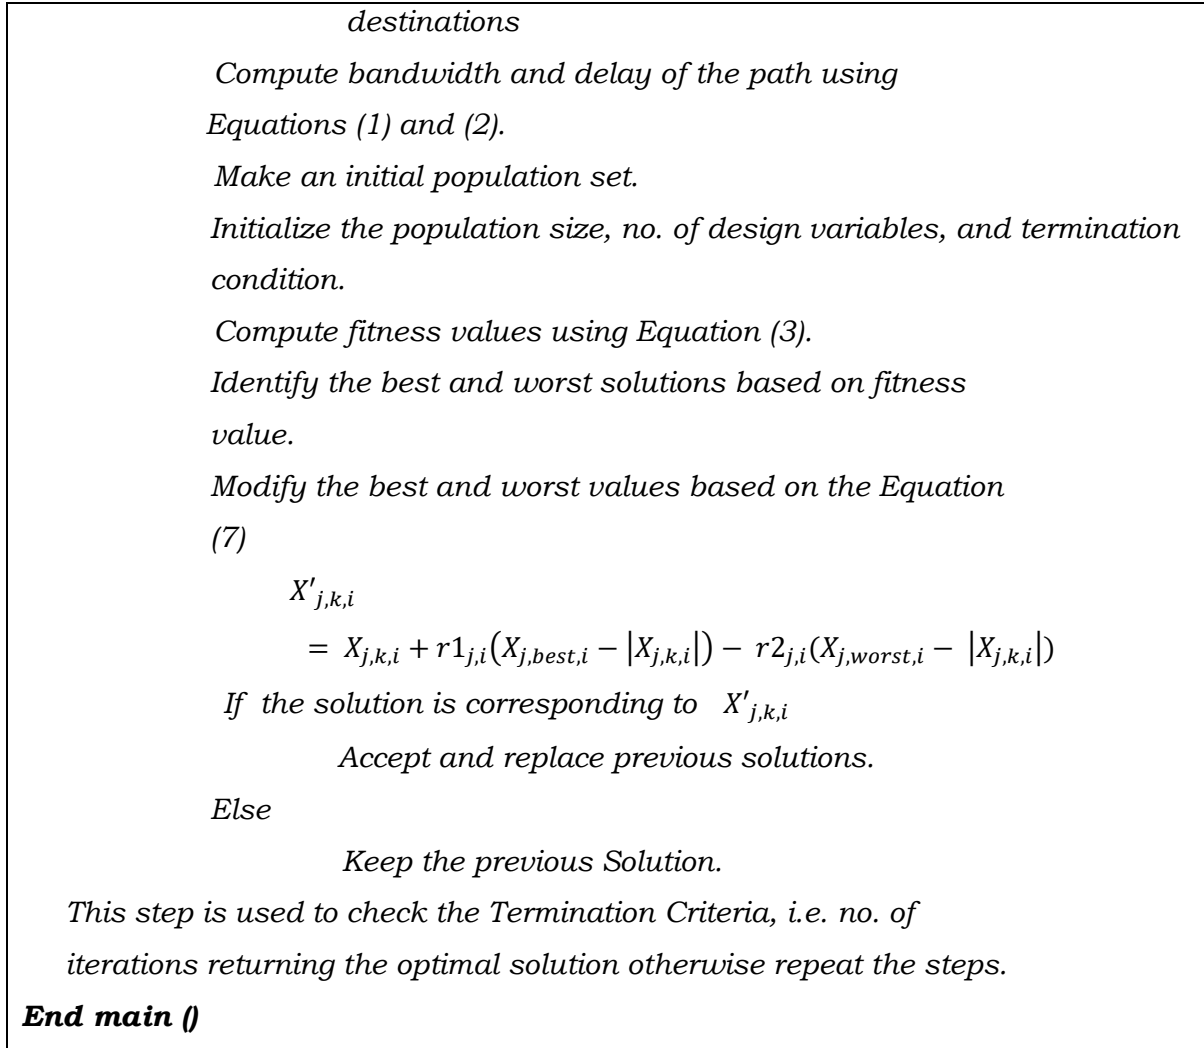 destinations
Compute bandwidth and delay of the path using
Equations (1) and (2).
Make an initial population set.
Initialize the population size, no. of design variables, and termination
condition.
Compute fitness values using Equation (3).
Identify the best and worst solutions based on fitness
value.
Modify the best and worst values based on the Equation
(7)
X′j,k,i
= Xj,k,i + r1j,i(Xj,best,i − |Xj,k,i|) − r2j,i(Xj,worst,i − |Xj,k,i|)
If the solution is corresponding to X′j,k,i
Accept and replace previous solutions.
Else
Keep the previous Solution.
This step is used to check the Termination Criteria, i.e. no. of
iterations returning the optimal solution otherwise repeat the steps.
End main ()